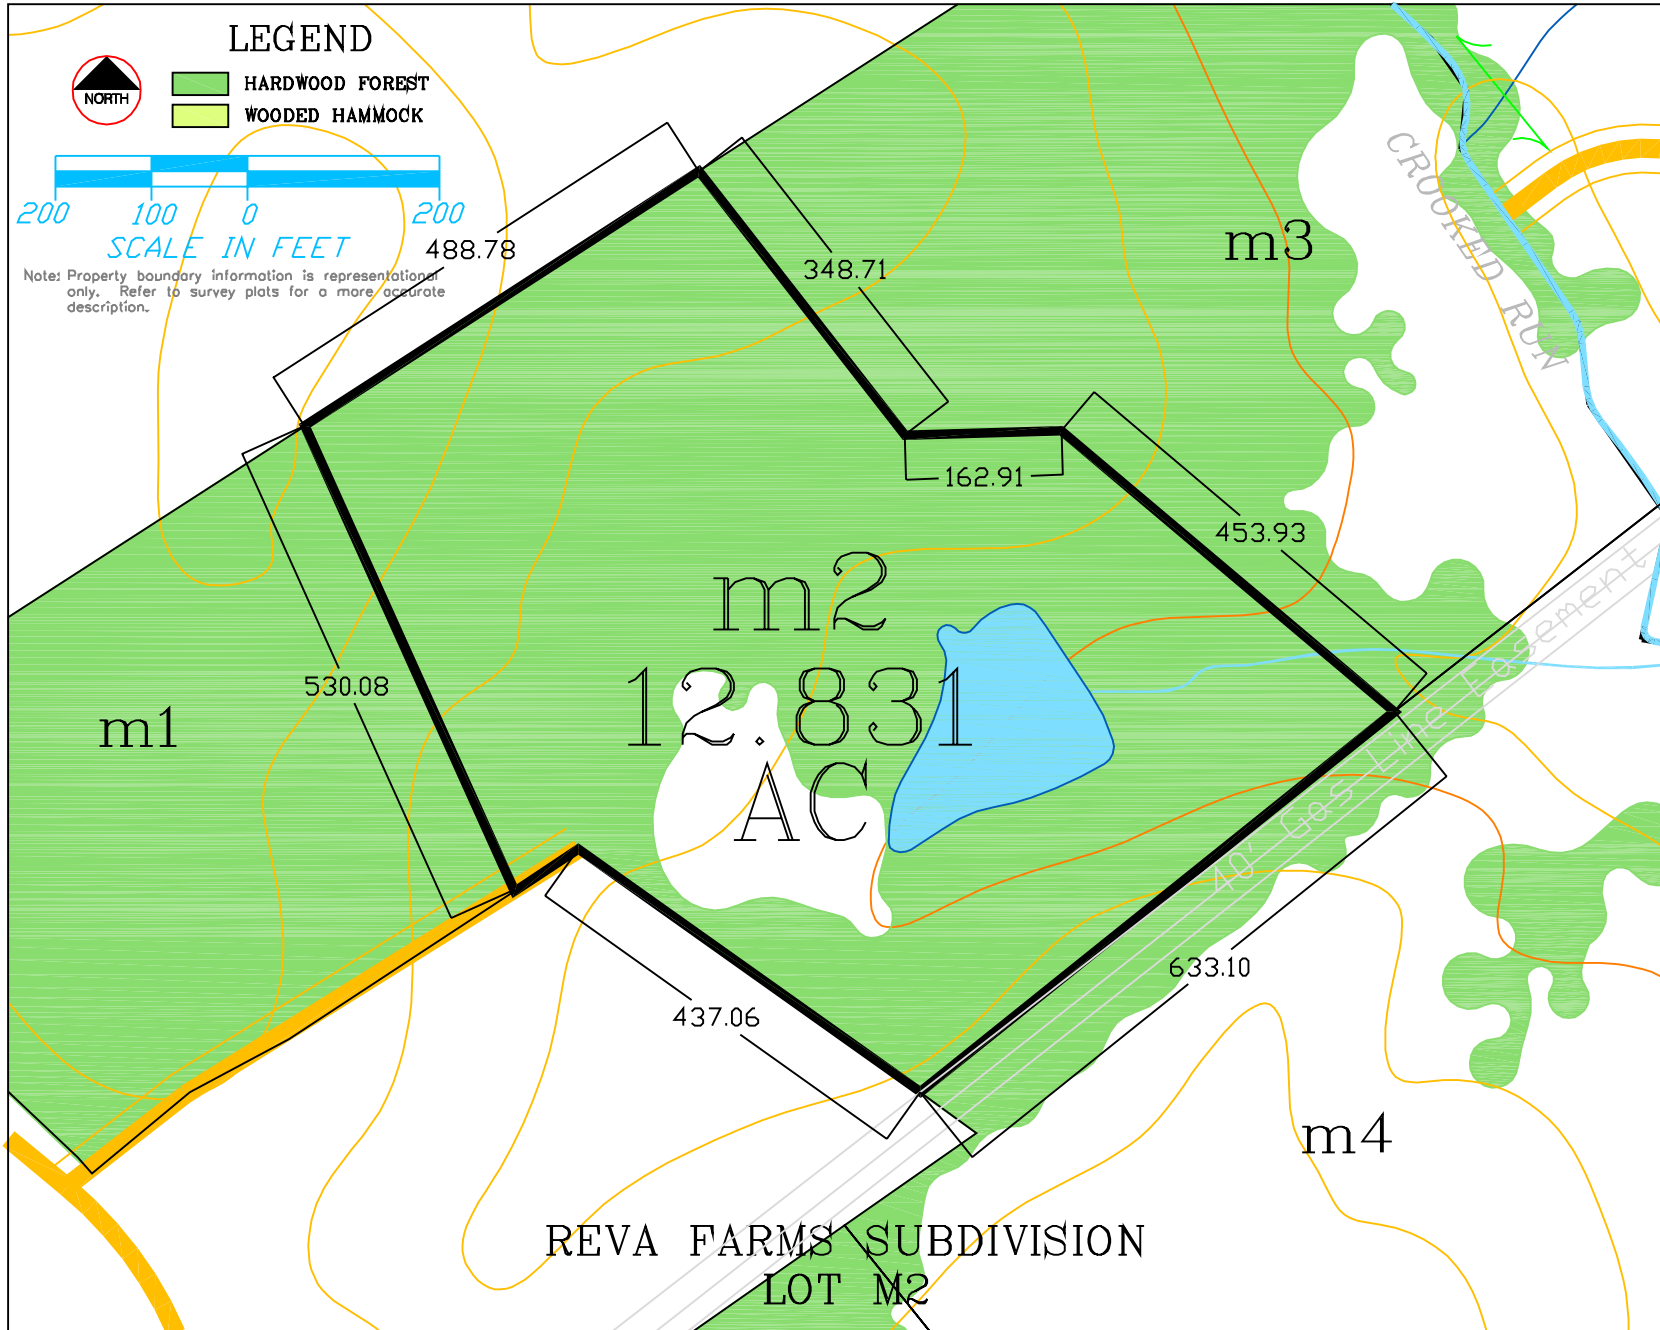 LEGEND
NORTH
HARDWOOD FOREST
WOODED HAMMOCK
200 100 0 200
SCALE IN FEET
Note: Property boundary information is representational
only. Refer to survey plats for a more accurate
description.
488.78
348.71
m3
CROOKED RUN
162.91
453.93
m2
12.831
AC
530.08
m1
40' Gas Line Easement
633.10
437.06
m4
REVA FARMS SUBDIVISION
LOT M2